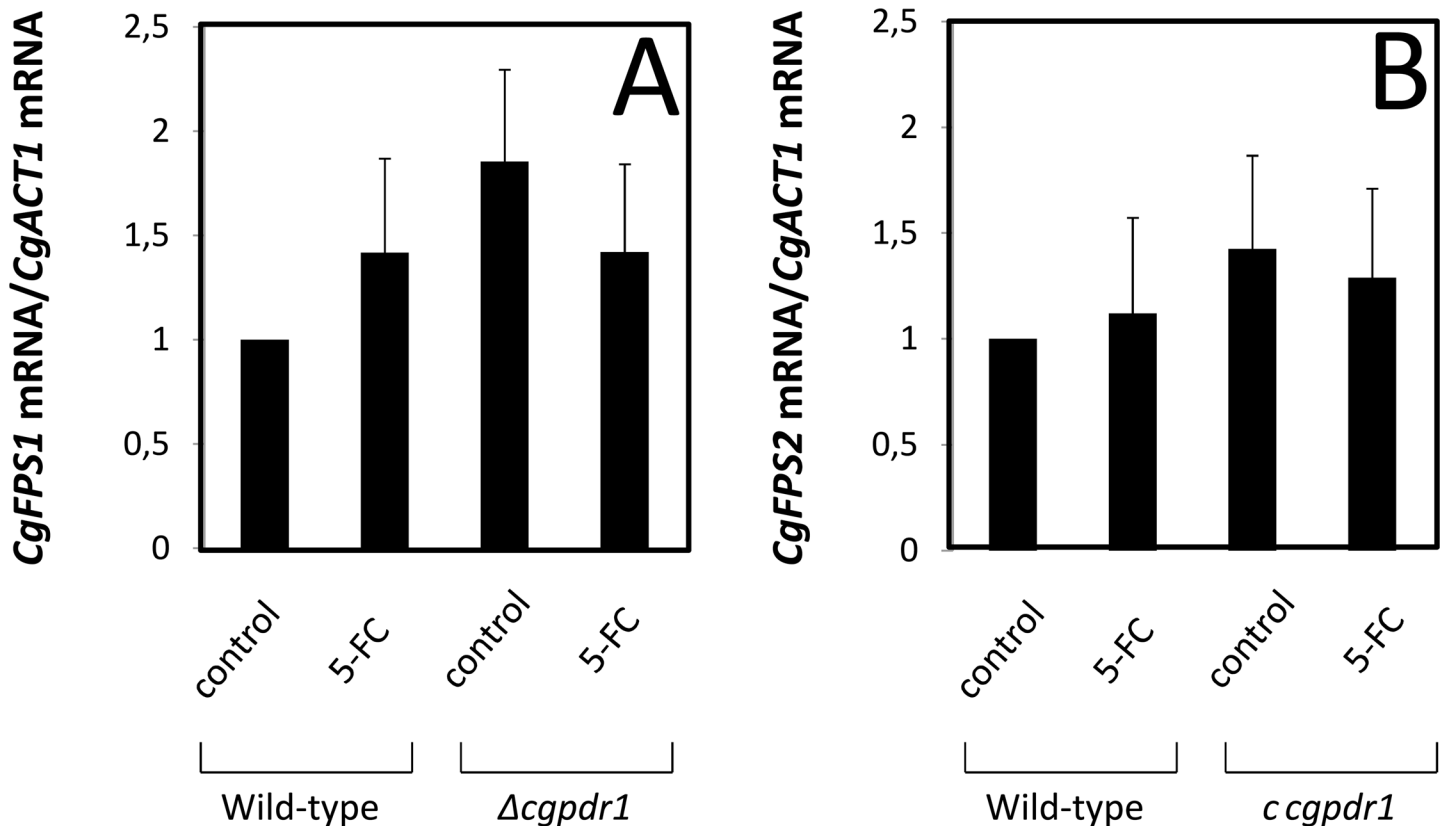 CgFPS1 mRNA/CgACT1 mRNA
A
2,5
2
1,5
1
0,5
0
control
5-FC
control
5-FC
Wild-type
Δcgpdr1
CgFPS2 mRNA/CgACT1 mRNA
B
2,5
2
1,5
1
0,5
0
control
5-FC
control
5-FC
Wild-type
c cgpdr1